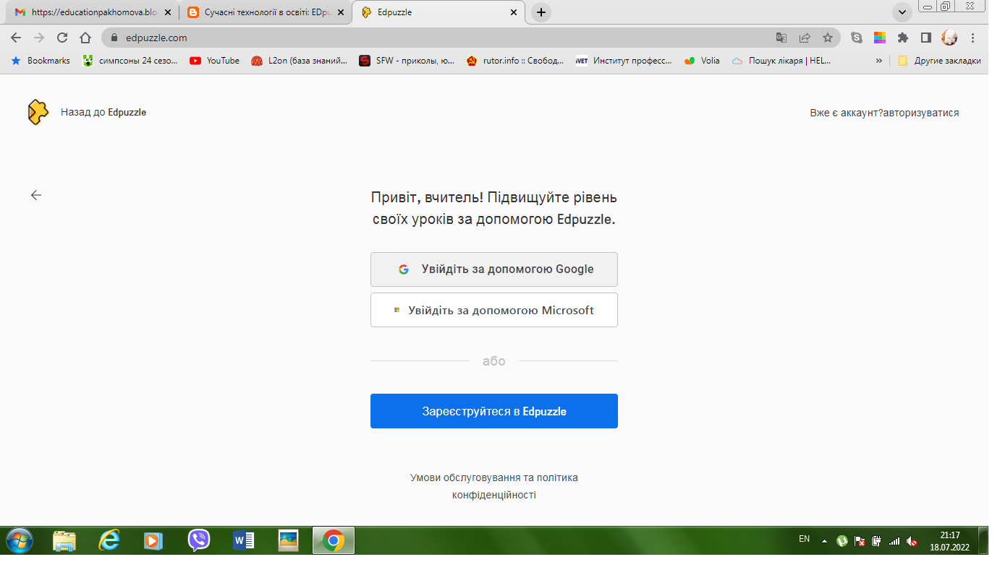 https://educationpakhomova.blo
Сучасні технології в освіті: EDpu
Edpuzzle
edpuzzle.com
Bookmarks
симпсоны 24 сезо...
YouTube
L2on (база знаний...
SFW - приколы, ю...
rutor.info :: Свобод...
iVET
Институт професс...
Volia
Пошук лікаря | HEL...
Другие закладки
Назад до Edpuzzle
Вже є аккаунт?авторизуватися
Привіт, вчитель! Підвищуйте рівень
своїх уроків за допомогою Edpuzzle.
Увійдіть за допомогою Google
Увійдіть за допомогою Microsoft
або
Зареєструйтеся в Edpuzzle
Умови обслуговування та політика
конфіденційності
EN
21:17
18.07.2022